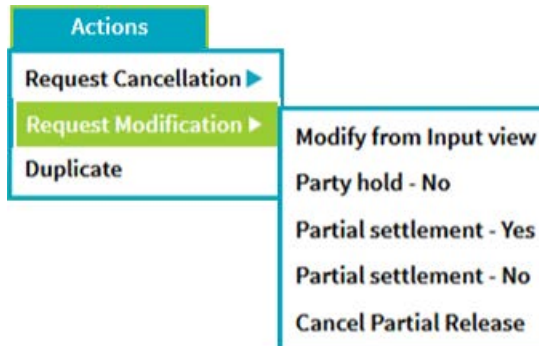 Actions
Request Cancellation ▶
Request Modification ▶
Duplicate
Modify from Input view
Party hold - No
Partial settlement - Yes
Partial settlement - No
Cancel Partial Release